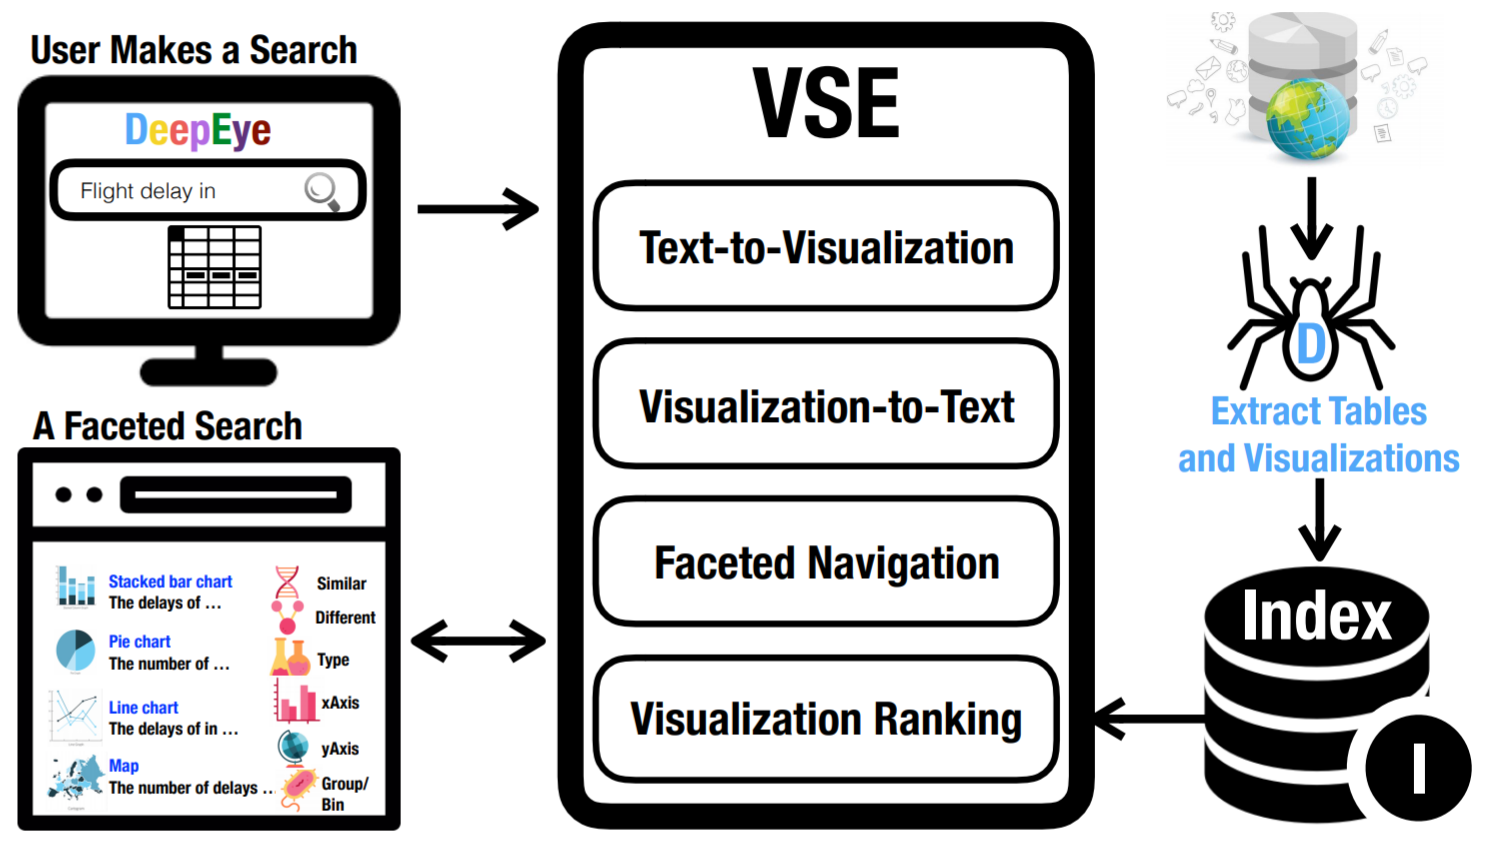 User Makes a Search
DeepEye
Flight delay in
A Faceted Search
Stacked bar chart
The delays of ...
Pie chart
The number of ...
Line chart
The delays of in ...
Map
The number of delays ...
Similar
Different
Type
xAxis
yAxis
Group/
Bin
VSE
Text-to-Visualization
Visualization-to-Text
Faceted Navigation
Visualization Ranking
D
Extract Tables
and Visualizations
Index
I